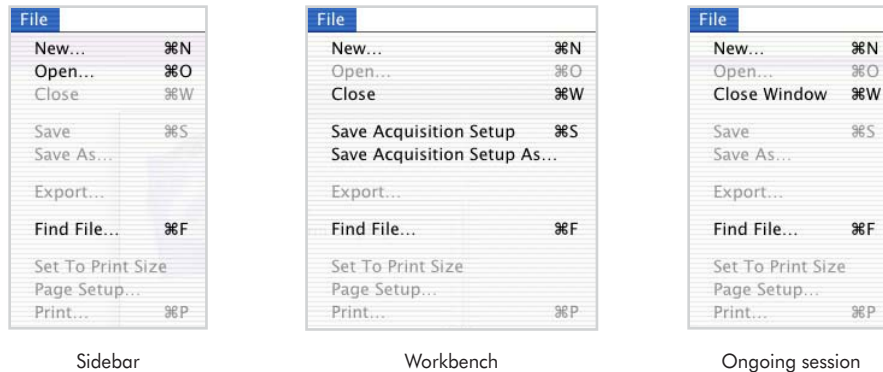 File
New... ⌘N
Open... ⌘O
Close ⌘W
Save ⌘S
Save As...
Export...
Find File... ⌘F
Set To Print Size
Page Setup...
Print... ⌘P
Sidebar
File
New... ⌘N
Open... ⌘O
Close ⌘W
Save Acquisition Setup ⌘S
Save Acquisition Setup As...
Export...
Find File... ⌘F
Set To Print Size
Page Setup...
Print... ⌘P
Workbench
File
New... ⌘N
Open... ⌘O
Close Window ⌘W
Save ⌘S
Save As...
Export...
Find File... ⌘F
Set To Print Size
Page Setup...
Print... ⌘P
Ongoing session